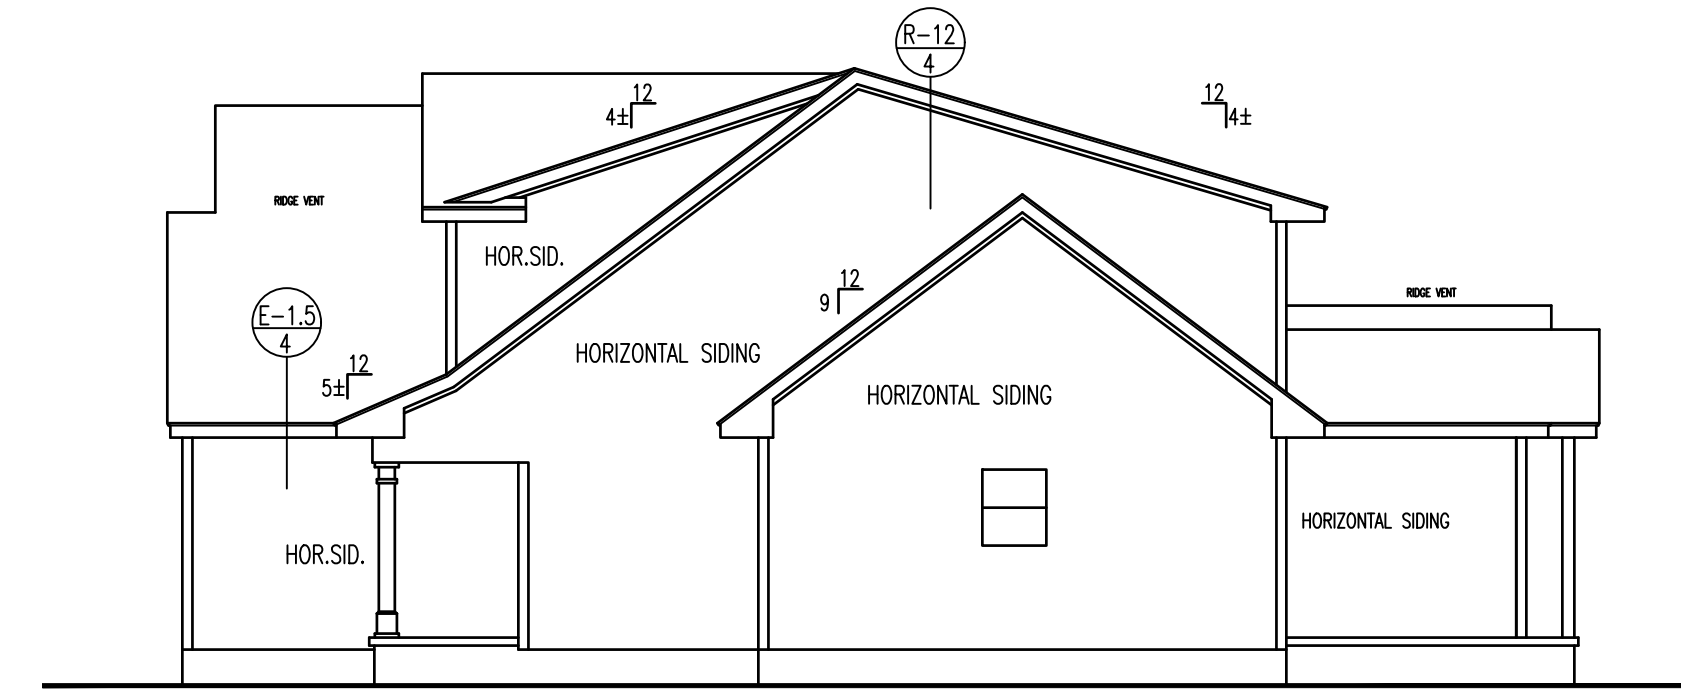 R-12
4
12
4±
12
4±
RIDGE VENT
HOR.SID.
12
9
RIDGE VENT
E-1.5
4
12
5±
HORIZONTAL SIDING
HORIZONTAL SIDING
HORIZONTAL SIDING
HOR.SID.